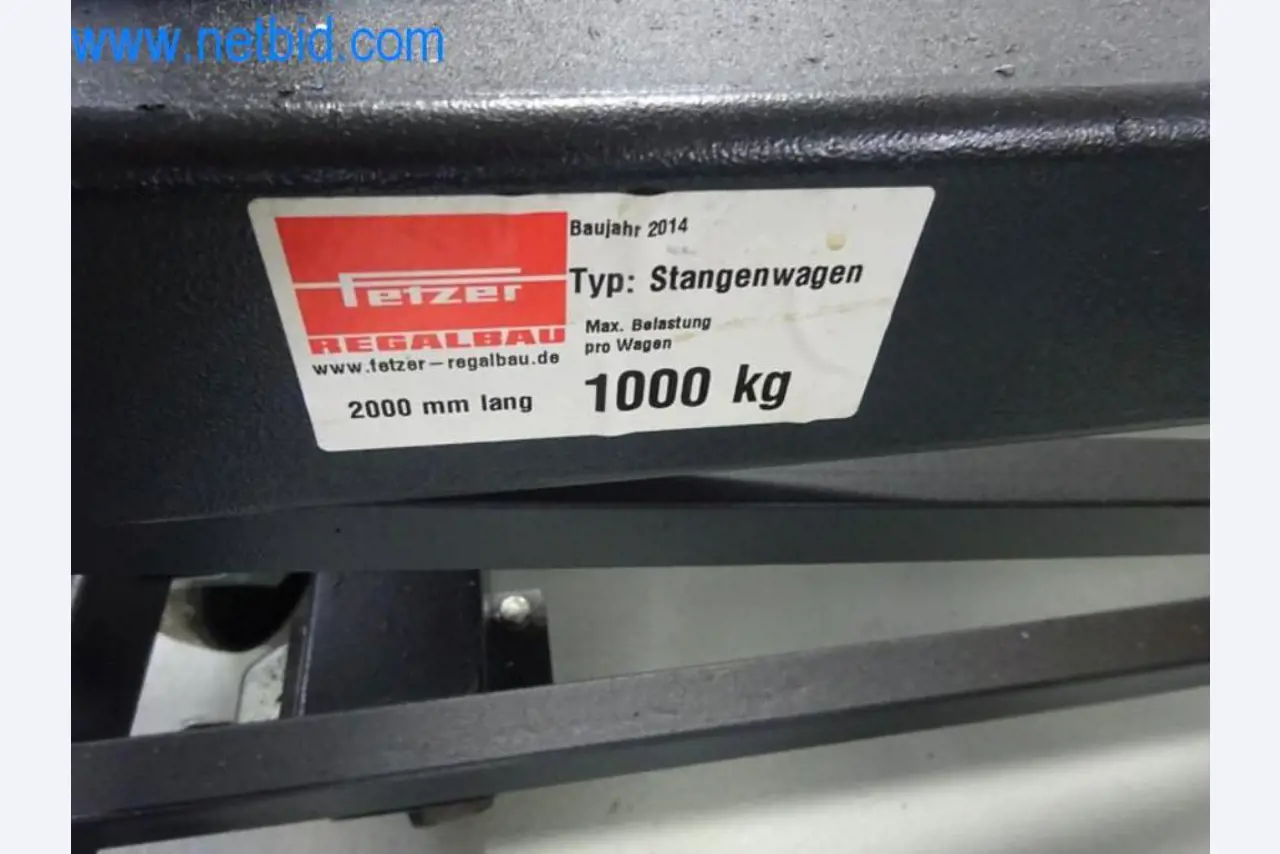 www.netbid.com
fetzer
REGALBAU
www.fetzer-regalbau.de
2000 mm lang
Baujahr 2014
Typ: Stangenwagen
Max. Belastung
pro Wagen
1000 kg